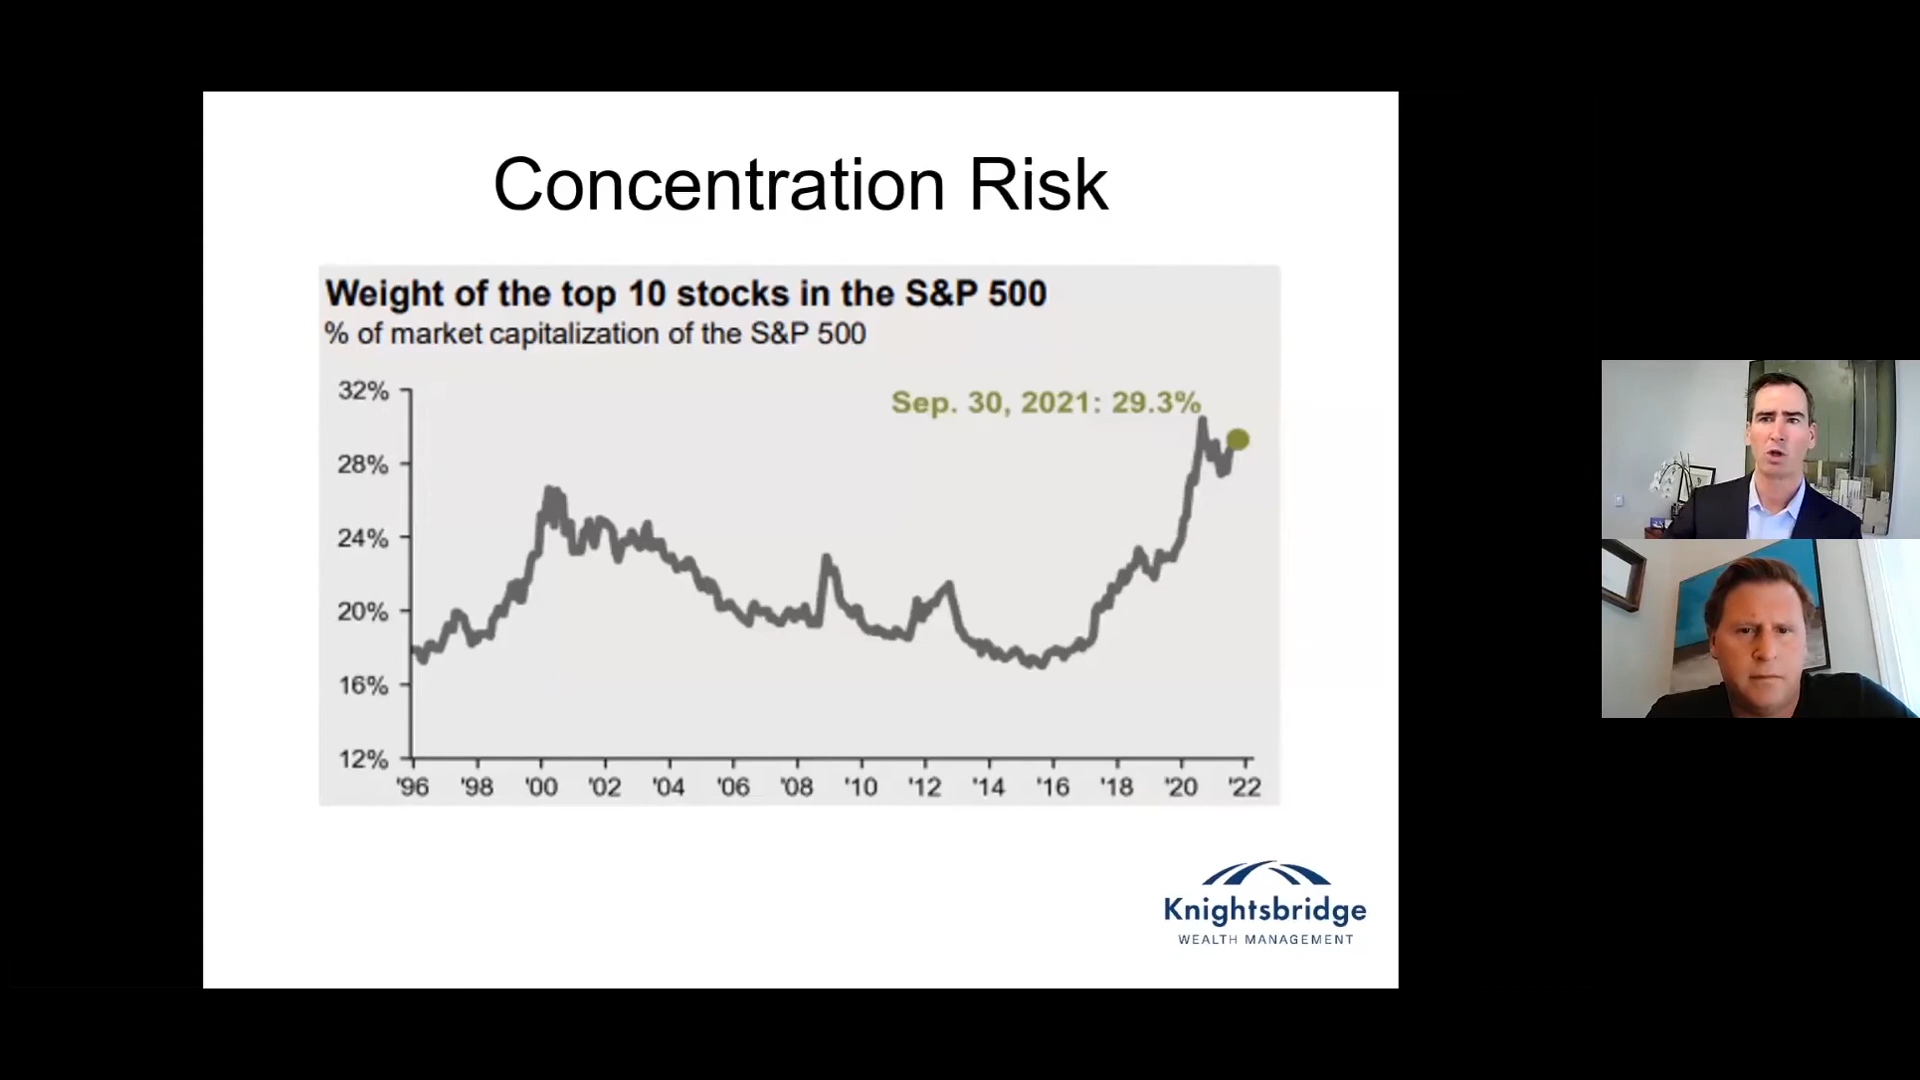 Concentration Risk
Weight of the top 10 stocks in the S&P 500
% of market capitalization of the S&P 500
Sep. 30, 2021: 29.3%
32%
28%
24%
20%
16%
12%
'96 '98 '00 '02 '04 '06 '08 '10 '12 '14 '16 '18 '20 '22
Knightsbridge
WEALTH MANAGEMENT